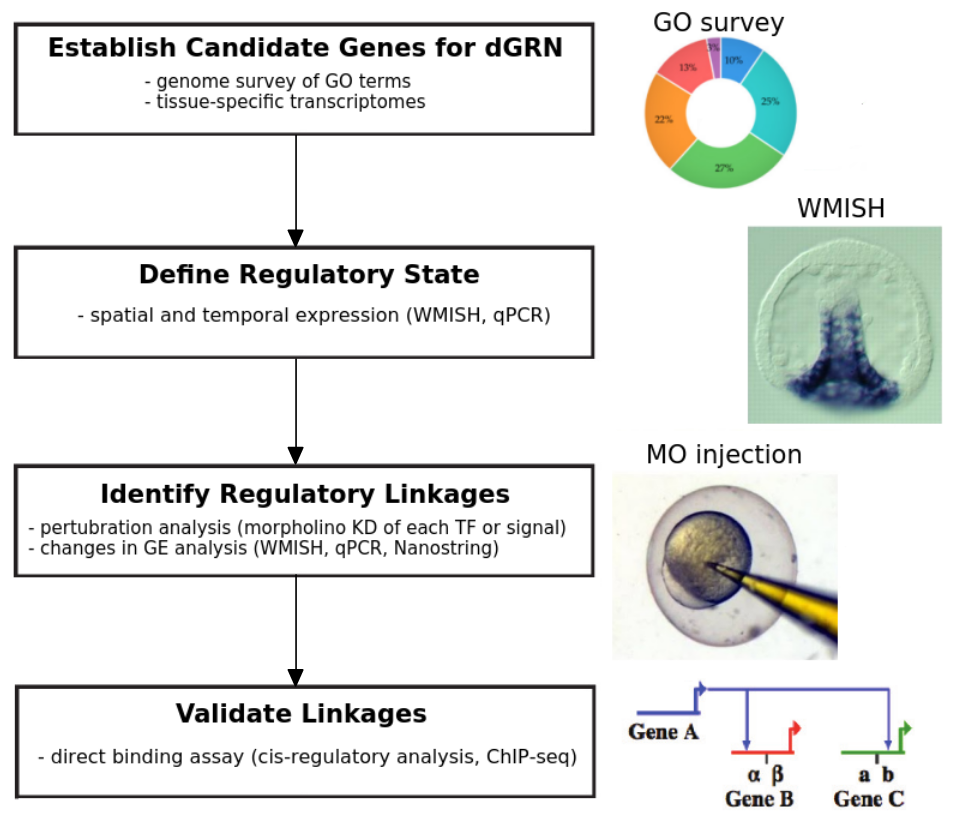 Establish Candidate Genes for dGRN
- genome survey of GO terms
- tissue-specific transcriptomes
GO survey
3%
10%
13%
25%
22%
27%
Define Regulatory State
- spatial and temporal expression (WMISH, qPCR)
WMISH
Identify Regulatory Linkages
- pertubration analysis (morpholino KD of each TF or signal)
- changes in GE analysis (WMISH, qPCR, Nanostring)
MO injection
Validate Linkages
- direct binding assay (cis-regulatory analysis, ChIP-seq)
Gene A
α β
Gene B
a b
Gene C